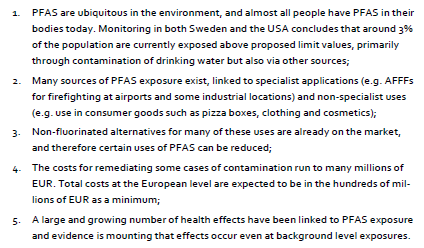 1. PFAS are ubiquitous in the environment, and almost all people have PFAS in their
bodies today. Monitoring in both Sweden and the USA concludes that around 3%
of the population are currently exposed above proposed limit values, primarily
through contamination of drinking water but also via other sources;
2. Many sources of PFAS exposure exist, linked to specialist applications (e.g. AFFFs
for firefighting at airports and some industrial locations) and non-specialist uses
(e.g. use in consumer goods such as pizza boxes, clothing and cosmetics);
3. Non-fluorinated alternatives for many of these uses are already on the market,
and therefore certain uses of PFAS can be reduced;
4. The costs for remediating some cases of contamination run to many millions of
EUR. Total costs at the European level are expected to be in the hundreds of mil-
lions of EUR as a minimum;
5. A large and growing number of health effects have been linked to PFAS exposure
and evidence is mounting that effects occur even at background level exposures.